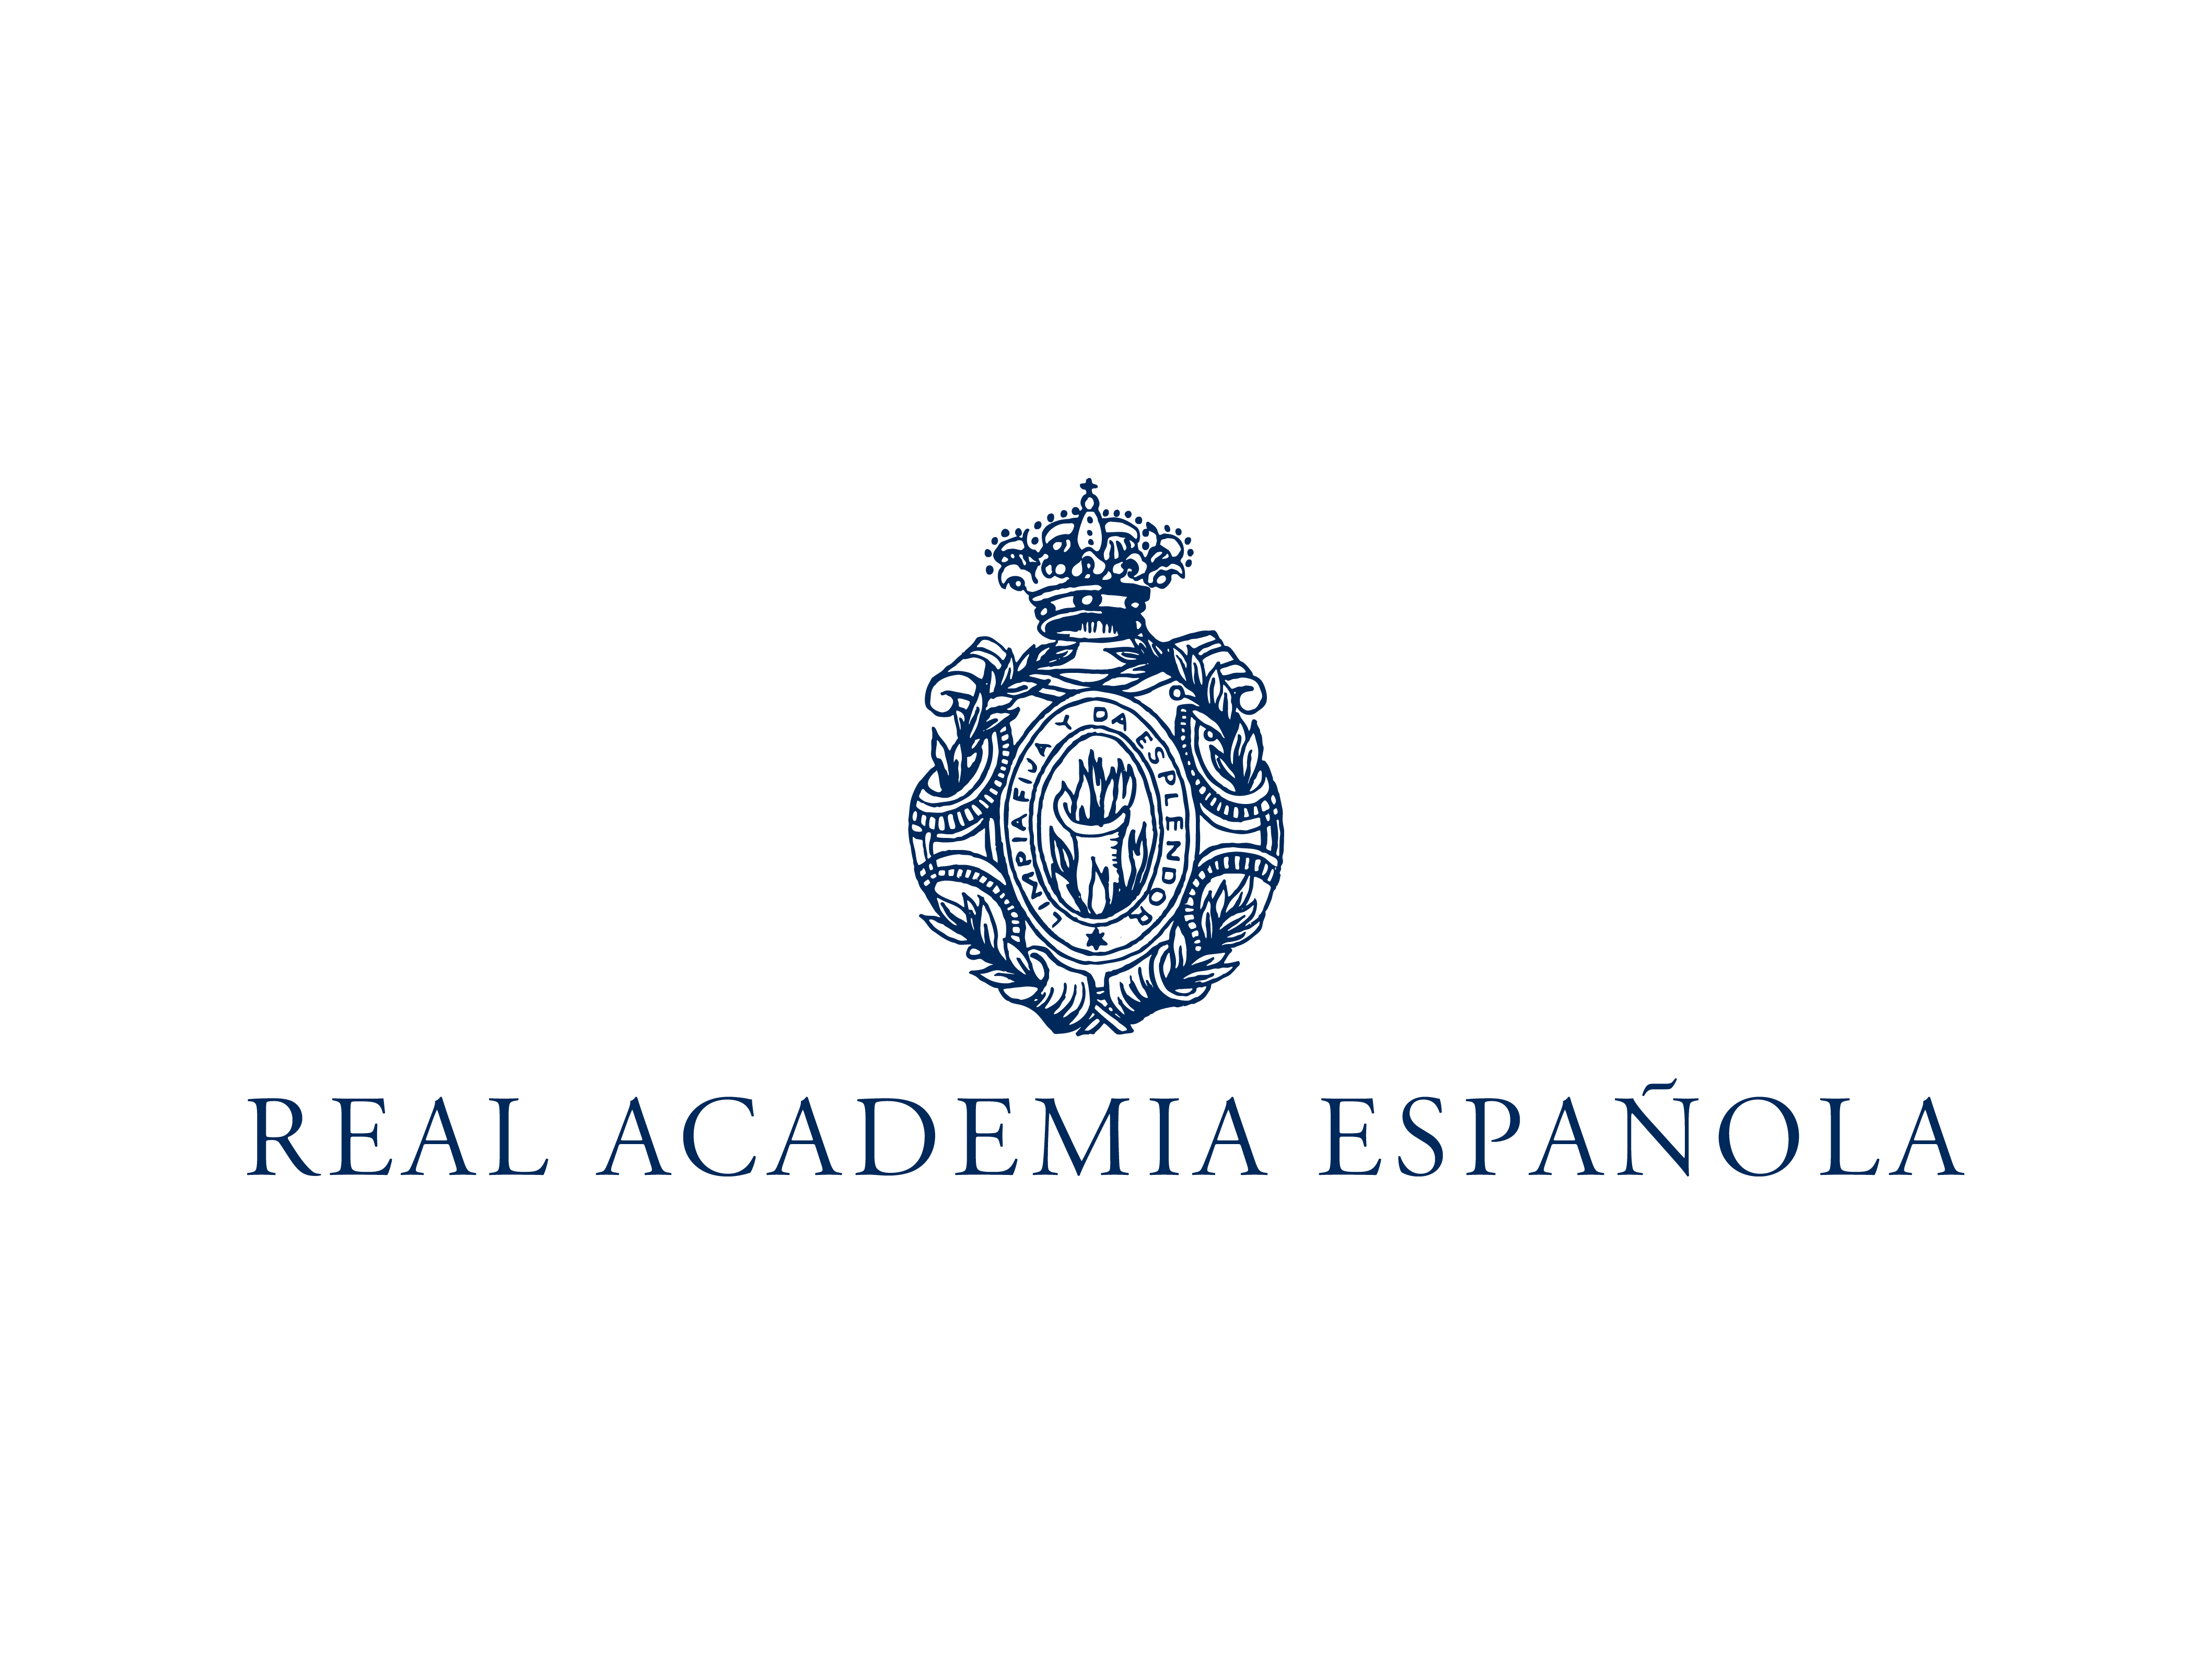 LIMPIA FIJA Y DA ESPLENDOR
REAL ACADEMIA ESPAÑOLA